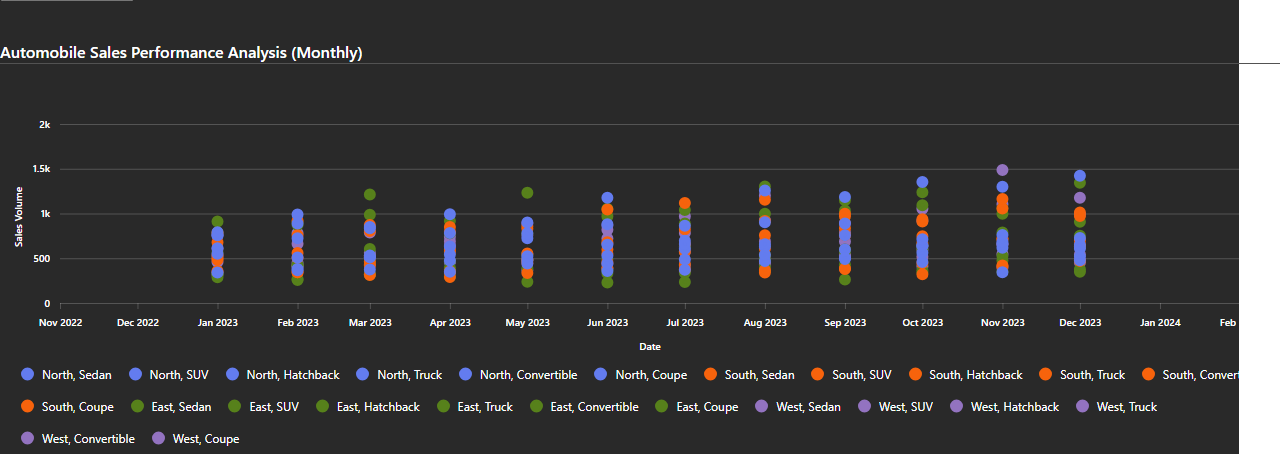 Automobile Sales Performance Analysis (Monthly)
2k
1.5k
1k
500
0
Sales Volume
Nov 2022 Dec 2022 Jan 2023 Feb 2023 Mar 2023 Apr 2023 May 2023 Jun 2023 Jul 2023 Aug 2023 Sep 2023 Oct 2023 Nov 2023 Dec 2023 Jan 2024 Feb
Date
North, Sedan North, SUV North, Hatchback North, Truck North, Convertible North, Coupe South, Sedan South, SUV South, Hatchback South, Truck South, Convert
South, Coupe East, Sedan East, SUV East, Hatchback East, Truck East, Convertible East, Coupe West, Sedan West, SUV West, Hatchback West, Truck
West, Convertible West, Coupe